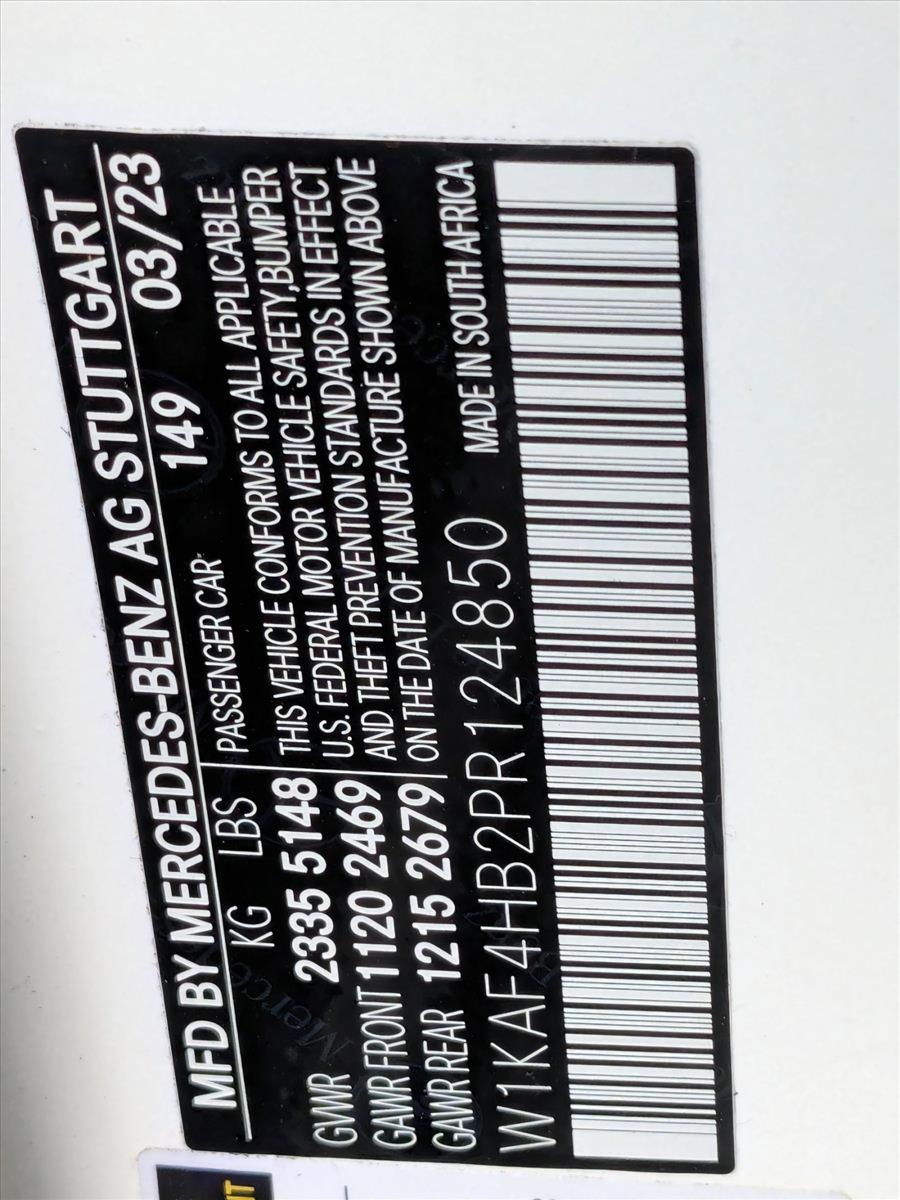 MFD BY MERCEDES-BENZ AG STUTTGART
149 03/23
KG LBS PASSENGER CAR
GVWR 2335 5148 THIS VEHICLE CONFORMS TO ALL APPLICABLE
U.S. FEDERAL MOTOR VEHICLE SAFETY,BUMPER
GAWR FRONT 1120 2469 AND THEFT PREVENTION STANDARDS IN EFFECT
GAWR REAR 1215 2679 ON THE DATE OF MANUFACTURE SHOWN ABOVE
W1KAF4HB2PR124850 MADE IN SOUTH AFRICA